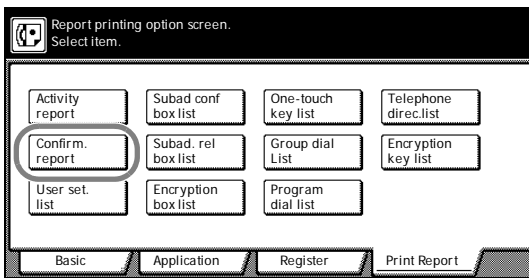 Report printing option screen.
Select item.
Activity
report
Subad conf
box list
One-touch
key list
Telephone
direc.list
Confirm.
report
Subad. rel
box list
Group dial
List
Encryption
key list
User set.
list
Encryption
box list
Program
dial list
Basic
Application
Register
Print Report